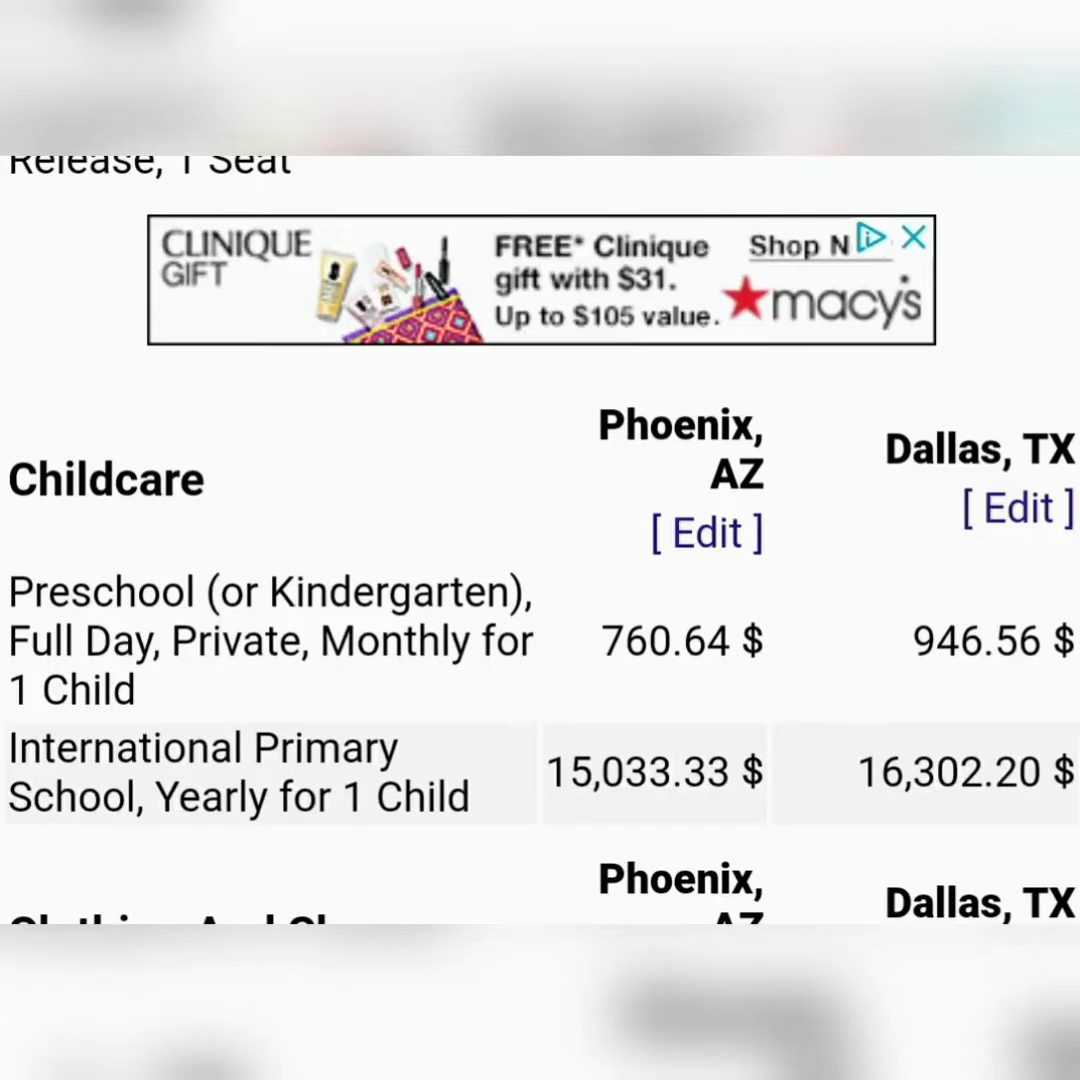 Release, 1 Seat
CLINIQUE
GIFT
FREE* Clinique
gift with $31.
Up to $105 value.
Shop N
macy's
Childcare
Phoenix,
AZ
[ Edit ]
Dallas, TX
[ Edit ]
Preschool (or Kindergarten),
Full Day, Private, Monthly for
1 Child
760.64 $
946.56 $
International Primary
School, Yearly for 1 Child
15,033.33 $
16,302.20 $
Phoenix,
AZ
Dallas, TX